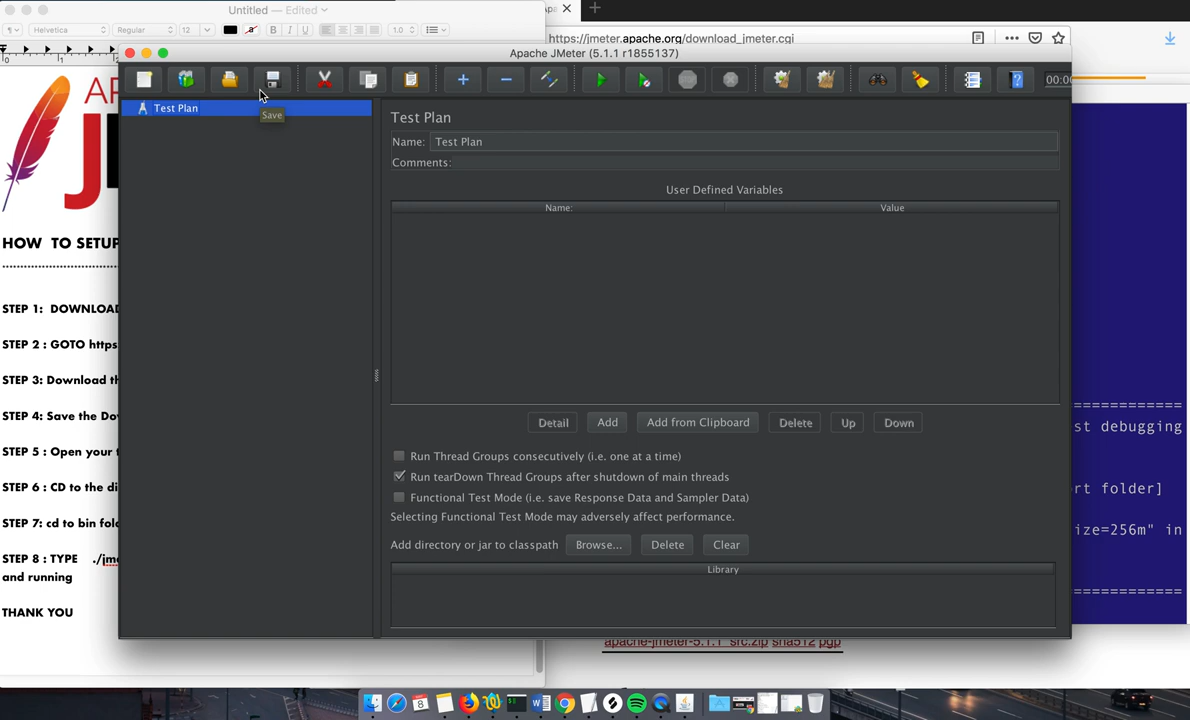 Untitled — Edited
Helvetica
Regular
12
B
I
U
1.0
https://jmeter.apache.org/download_jmeter.cgi
Apache JMeter (5.1.1 r1855137)
Test Plan
Save
Test Plan
Name: Test Plan
Comments:
User Defined Variables
Name: Value
Detail Add Add from Clipboard Delete Up Down
Run Thread Groups consecutively (i.e. one at a time)
Run tearDown Thread Groups after shutdown of main threads
Functional Test Mode (i.e. save Response Data and Sampler Data)
Selecting Functional Test Mode may adversely affect performance.
Add directory or jar to classpath Browse... Delete Clear
Library
HOW TO SETUP
STEP 1: DOWNLOAD
STEP 2 : GOTO https
STEP 3: Download th
STEP 4: Save the Do
STEP 5 : Open your
STEP 6 : CD to the di
STEP 7: cd to bin fol
STEP 8 : TYPE ./jm
and running
THANK YOU
st debugging
rt folder]
ize=256m" in
apache-jmeter-5.1.1_src.zip sha512 pgp